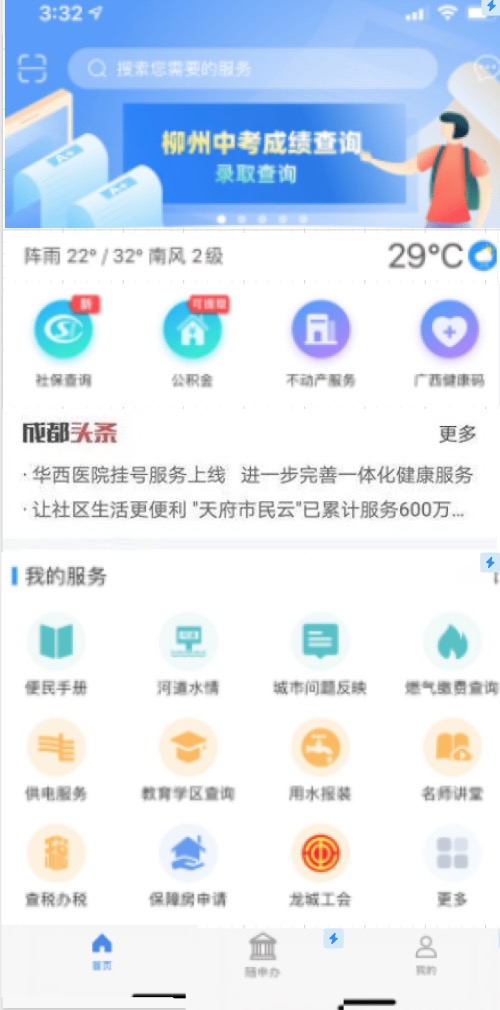 3:32
搜索您需要的服务
A+
A+
柳州中考成绩查询
录取查询
阵雨 22° / 32° 南风 2级
29°C
新
可提取
社保查询
公积金
不动产服务
广西健康码
成都头条
更多
· 华西医院挂号服务上线 进一步完善一体化健康服务
· 让社区生活更便利 "天府市民云"已累计服务600万...
我的服务
便民手册
河道水情
城市问题反映
燃气缴费查询
供电服务
教育学区查询
用水报装
名师讲堂
查税办税
保障房申请
龙城工会
更多
首页
随申办
我的